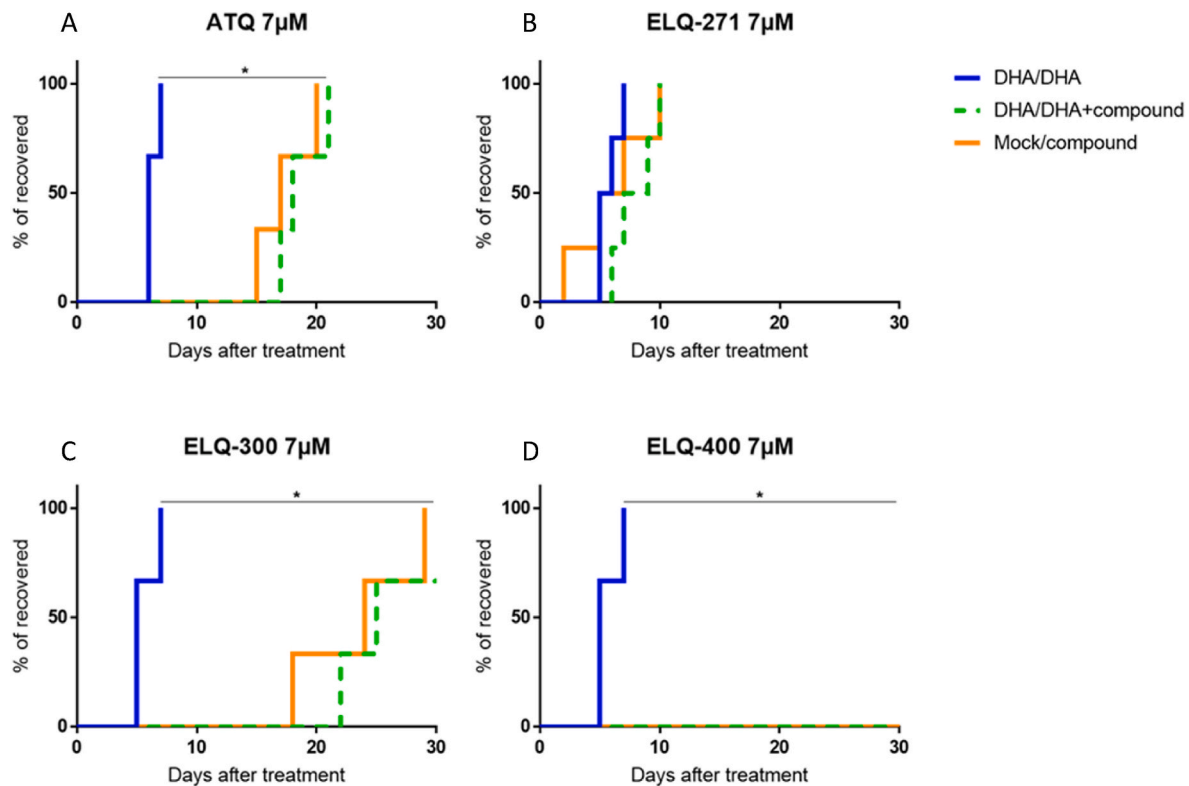 A
ATQ 7µM
*
% of recovered
100
50
0
0
10
20
30
Days after treatment
B
ELQ-271 7µM
% of recovered
100
50
0
0
10
20
30
Days after treatment
DHA/DHA
DHA/DHA+compound
Mock/compound
C
ELQ-300 7µM
*
% of recovered
100
50
0
0
10
20
30
Days after treatment
D
ELQ-400 7µM
*
% of recovered
100
50
0
0
10
20
30
Days after treatment